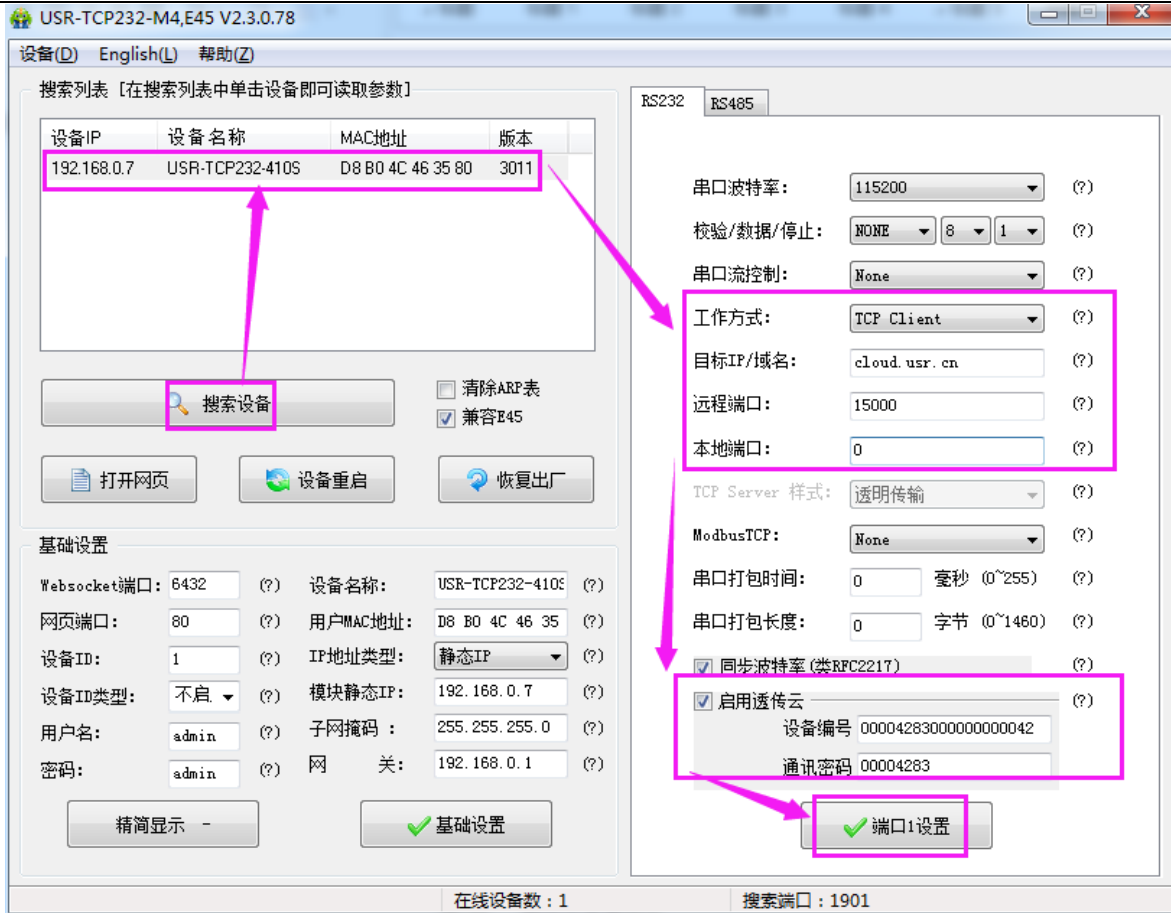 USR-TCP232-M4,E45 V2.3.0.78
设备(D) English(L) 帮助(Z)
搜索列表 [在搜索列表中单击设备即可读取参数]
设备IP 设备名称 MAC地址 版本
192.168.0.7 USR-TCP232-410S D8 B0 4C 46 35 80 3011
搜索设备
清除ARP表
兼容E45
打开网页 设备重启 恢复出厂
基础设置
Websocket端口: 6432 (?) 设备名称: USR-TCP232-410S (?)
网页端口: 80 (?) 用户MAC地址: D8 B0 4C 46 35 (?)
设备ID: 1 (?) IP地址类型: 静态IP (?)
设备ID类型: 不启. (?) 模块静态IP: 192.168.0.7 (?)
用户名: admin (?) 子网掩码 : 255.255.255.0 (?)
密码: admin (?) 网 关: 192.168.0.1 (?)
精简显示 - 基础设置
RS232 RS485
串口波特率: 115200 (?)
校验/数据/停止: NONE 8 1 (?)
串口流控制: None (?)
工作方式: TCP Client (?)
目标IP/域名: cloud.usr.cn (?)
远程端口: 15000 (?)
本地端口: 0 (?)
TCP Server 样式: 透明传输 (?)
ModbusTCP: None (?)
串口打包时间: 0 毫秒 (0~255) (?)
串口打包长度: 0 字节 (0~1460) (?)
同步波特率(类RFC2217) (?)
启用透传云 (?)
设备编号 00004283000000000042
通讯密码 00004283
端口1设置
在线设备数：1 搜索端口：1901